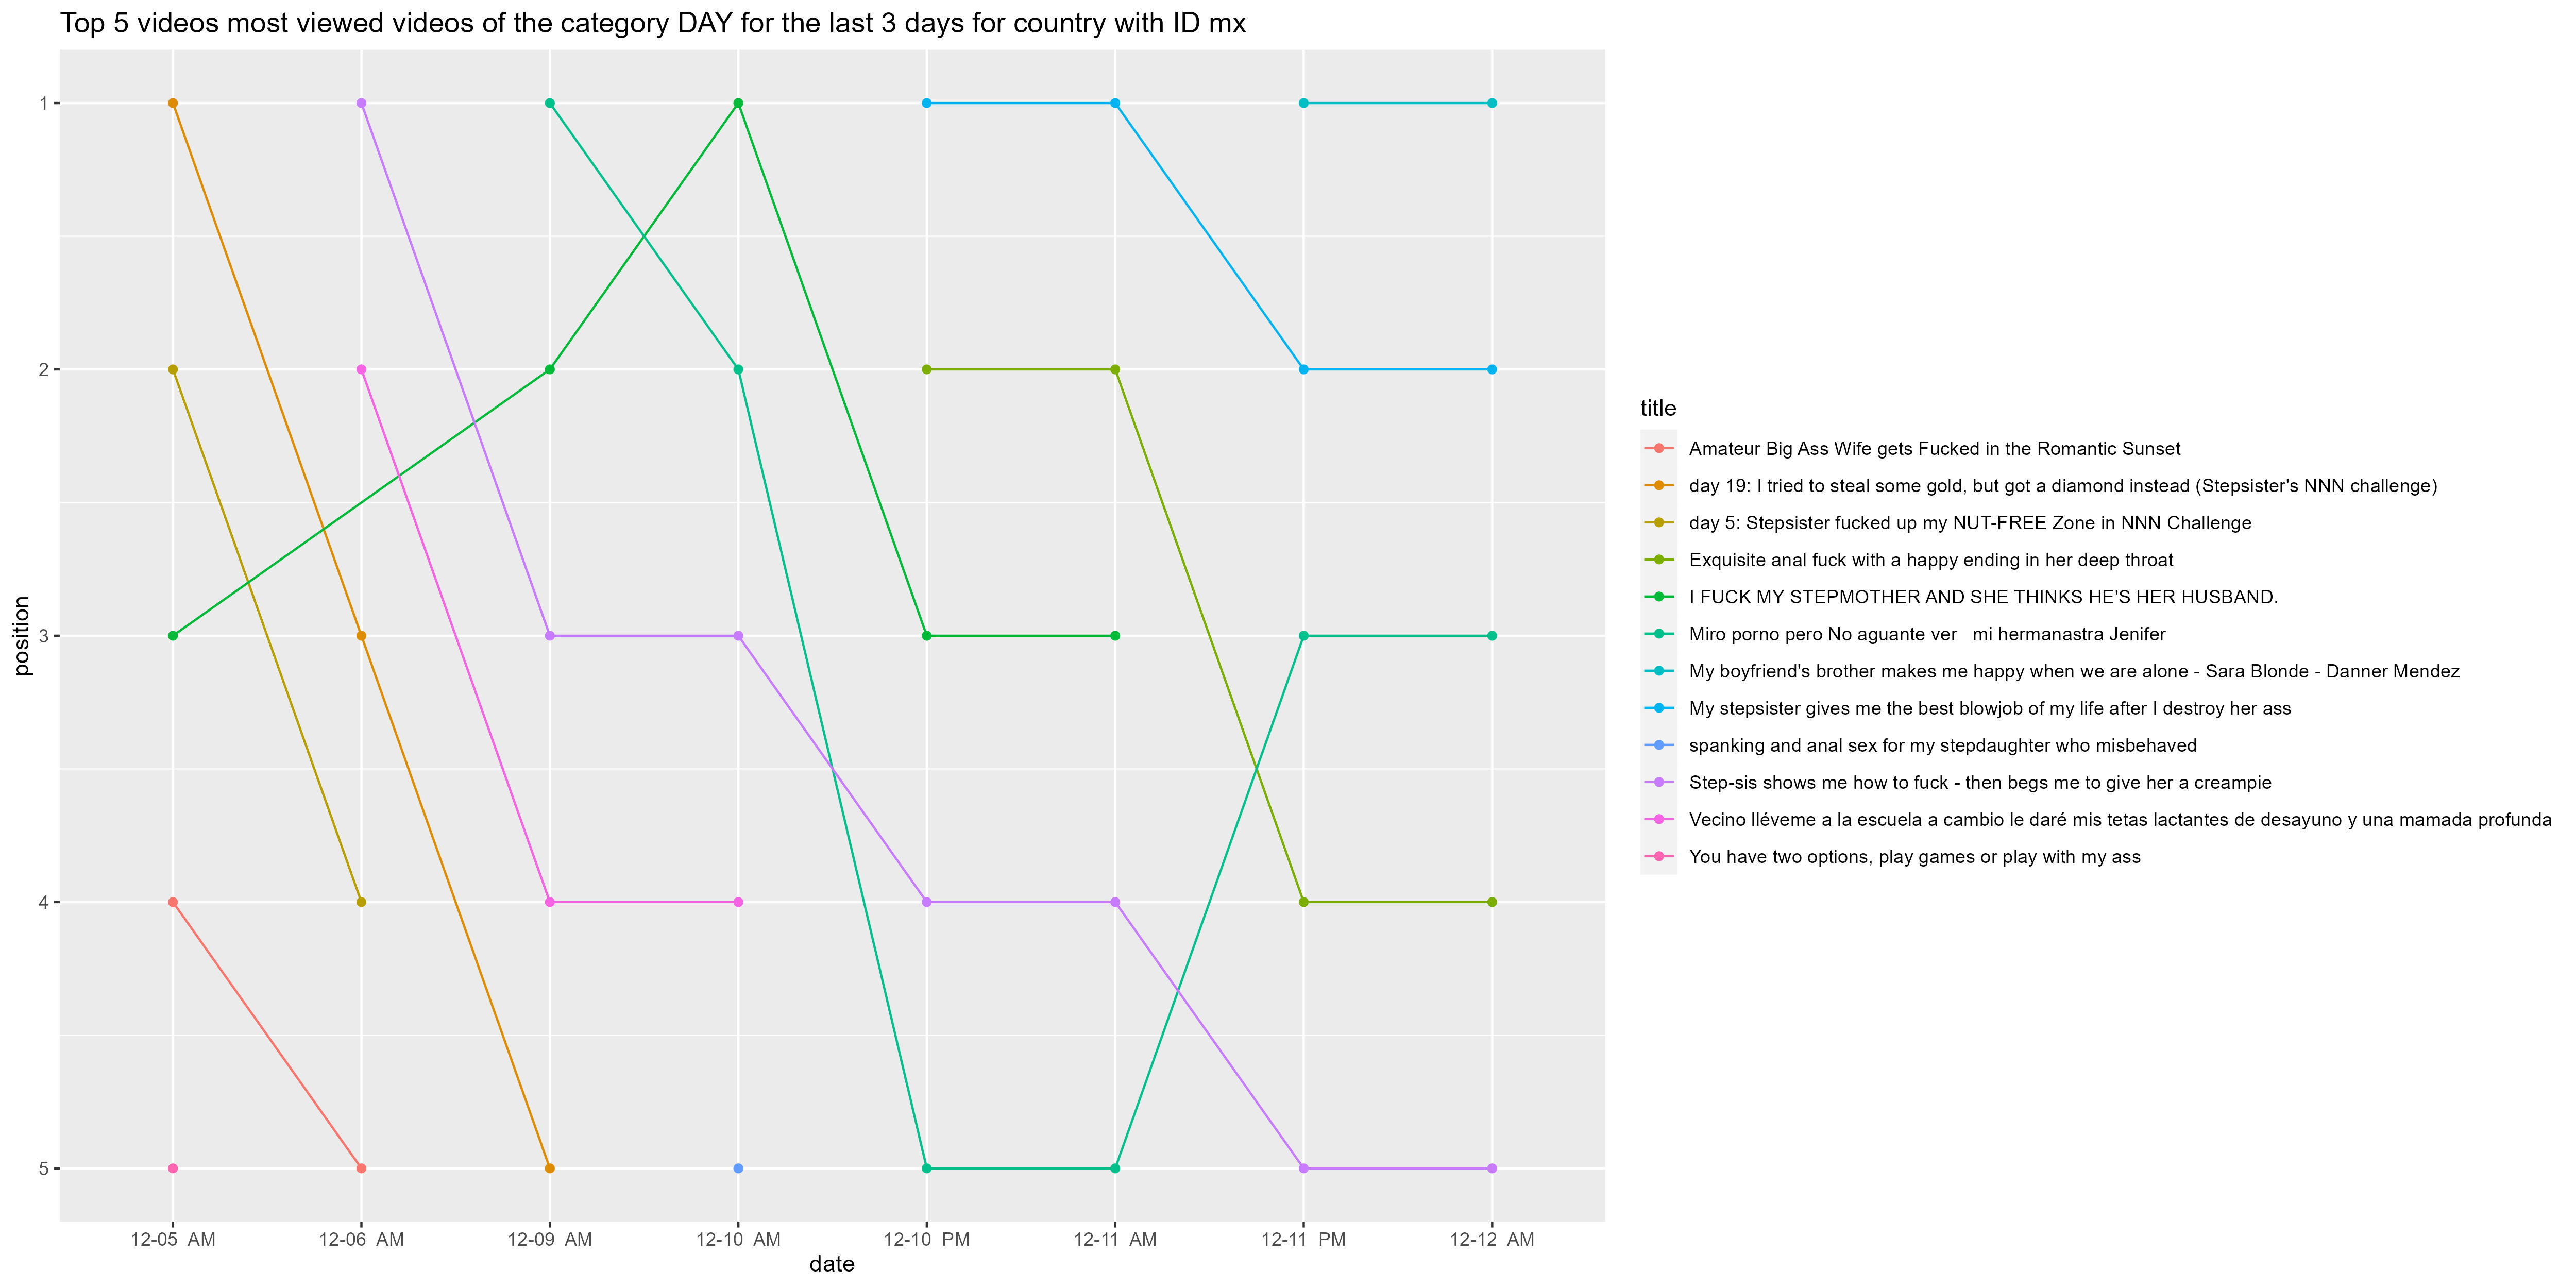 Top 5 videos most viewed videos of the category DAY for the last 3 days for country with ID mx
position
1
2
3
4
5
12-05 AM
12-06 AM
12-09 AM
12-10 AM
12-10 PM
12-11 AM
12-11 PM
12-12 AM
date
title
Amateur Big Ass Wife gets Fucked in the Romantic Sunset
day 19: I tried to steal some gold, but got a diamond instead (Stepsister's NNN challenge)
day 5: Stepsister fucked up my NUT-FREE Zone in NNN Challenge
Exquisite anal fuck with a happy ending in her deep throat
I FUCK MY STEPMOTHER AND SHE THINKS HE'S HER HUSBAND.
Miro porno pero No aguante ver mi hermanastra Jenifer
My boyfriend's brother makes me happy when we are alone - Sara Blonde - Danner Mendez
My stepsister gives me the best blowjob of my life after I destroy her ass
spanking and anal sex for my stepdaughter who misbehaved
Step-sis shows me how to fuck - then begs me to give her a creampie
Vecino lléveme a la escuela a cambio le daré mis tetas lactantes de desayuno y una mamada profunda
You have two options, play games or play with my ass